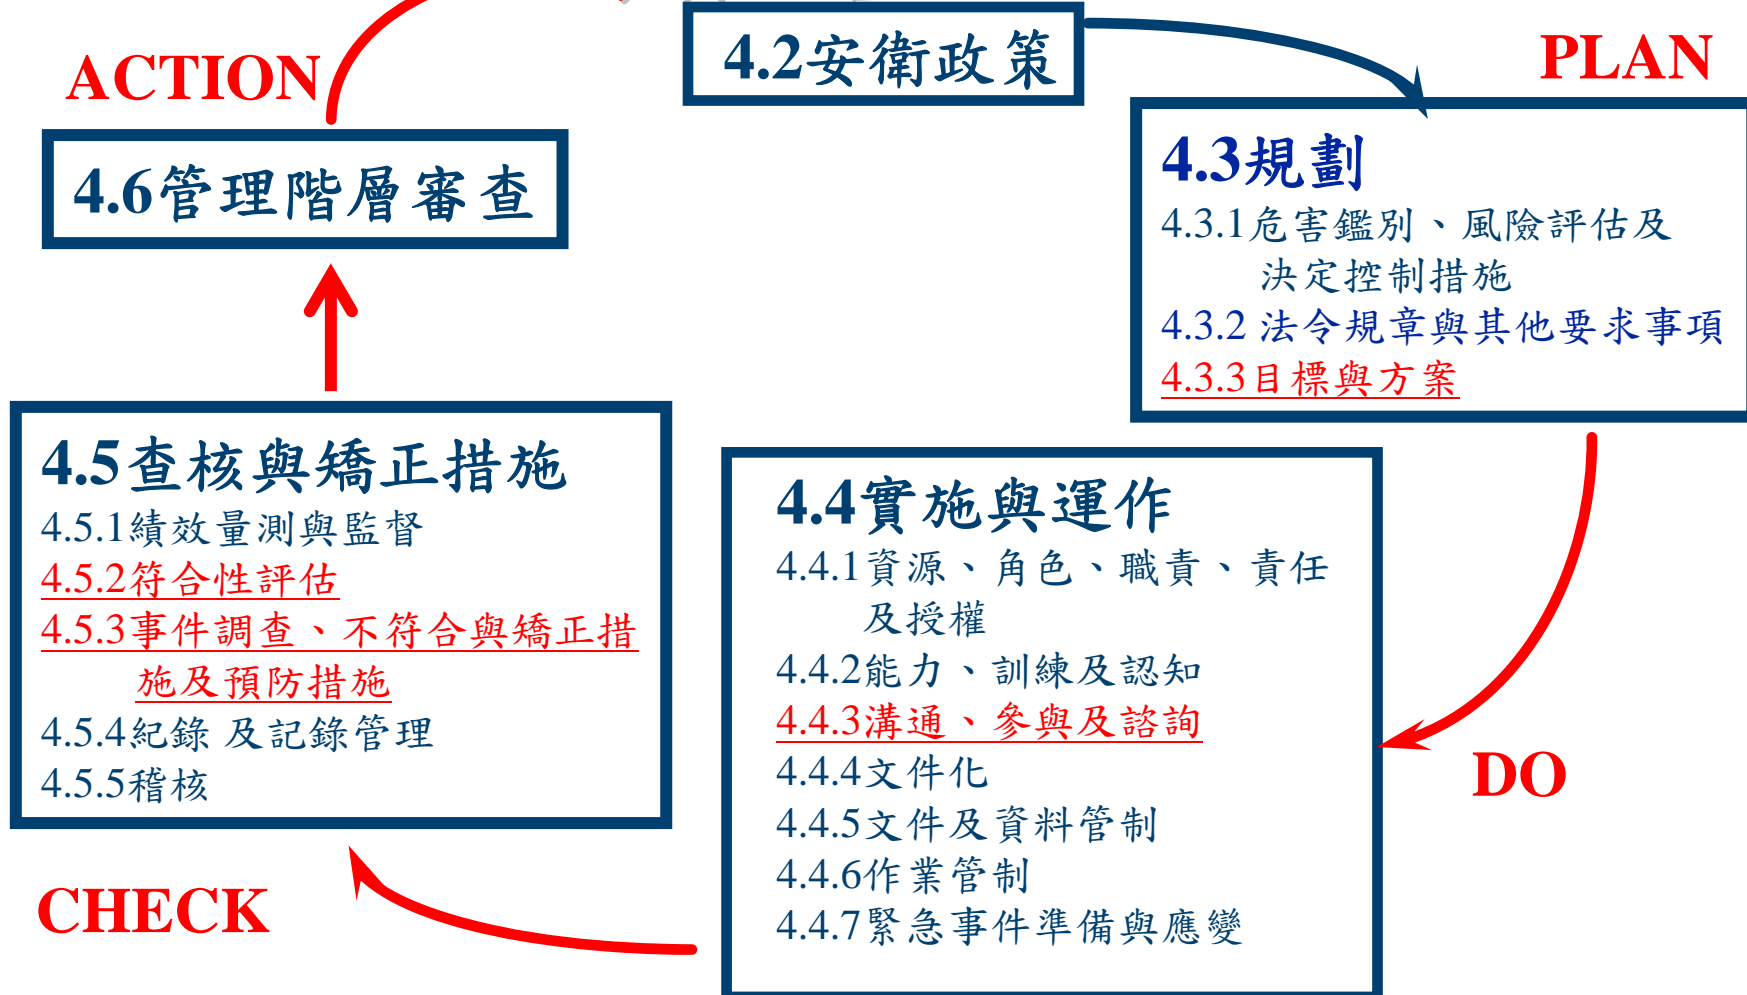 4.2安衛政策
PLAN
ACTION
4.6管理階層審查
4.3規劃
4.3.1危害鑑別、風險評估及
決定控制措施
4.3.2 法令規章與其他要求事項
4.3.3目標與方案
4.5查核與矯正措施
4.5.1績效量測與監督
4.5.2符合性評估
4.5.3事件調查、不符合與矯正措
施及預防措施
4.5.4紀錄 及記錄管理
4.5.5稽核
4.4實施與運作
4.4.1資源、角色、職責、責任
及授權
4.4.2能力、訓練及認知
4.4.3溝通、參與及諮詢
4.4.4文件化
4.4.5文件及資料管制
4.4.6作業管制
4.4.7緊急事件準備與應變
DO
CHECK